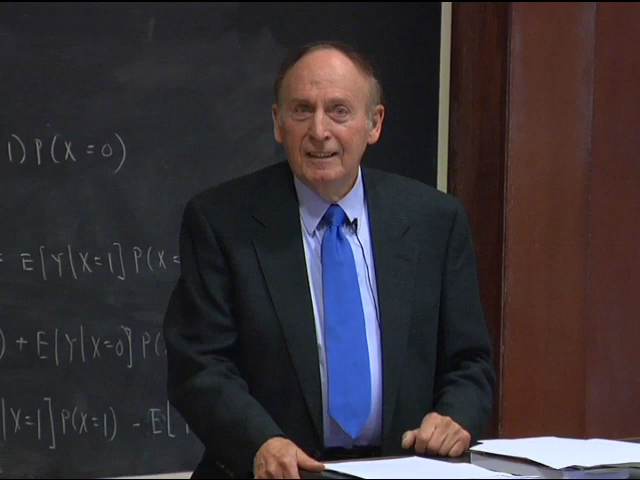 1) P(X=0)
= E[Y|X=1] P(X=
) + E[Y|X=0] P(
|X=1] P(X=1) - E[